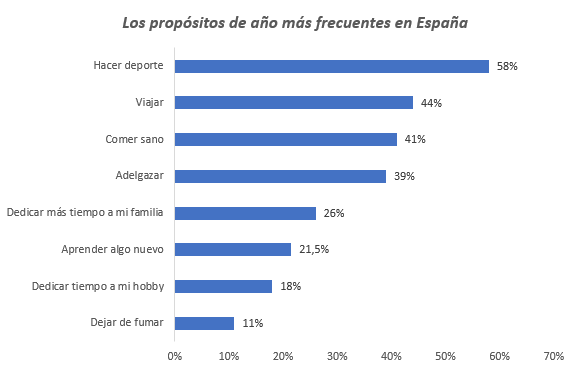 Los propósitos de año más frecuentes en España
Hacer deporte 58%
Viajar 44%
Comer sano 41%
Adelgazar 39%
Dedicar más tiempo a mi familia 26%
Aprender algo nuevo 21,5%
Dedicar tiempo a mi hobby 18%
Dejar de fumar 11%
0% 10% 20% 30% 40% 50% 60% 70%